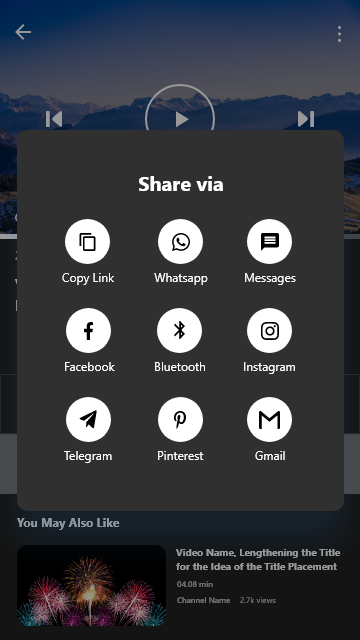 Share via
Copy Link
Whatsapp
Messages
Facebook
Bluetooth
Instagram
Telegram
Pinterest
Gmail
You May Also Like
Video Name, Lengthening the Title
for the Idea of the Title Placement
04.08 min
Channel Name 2.7k views